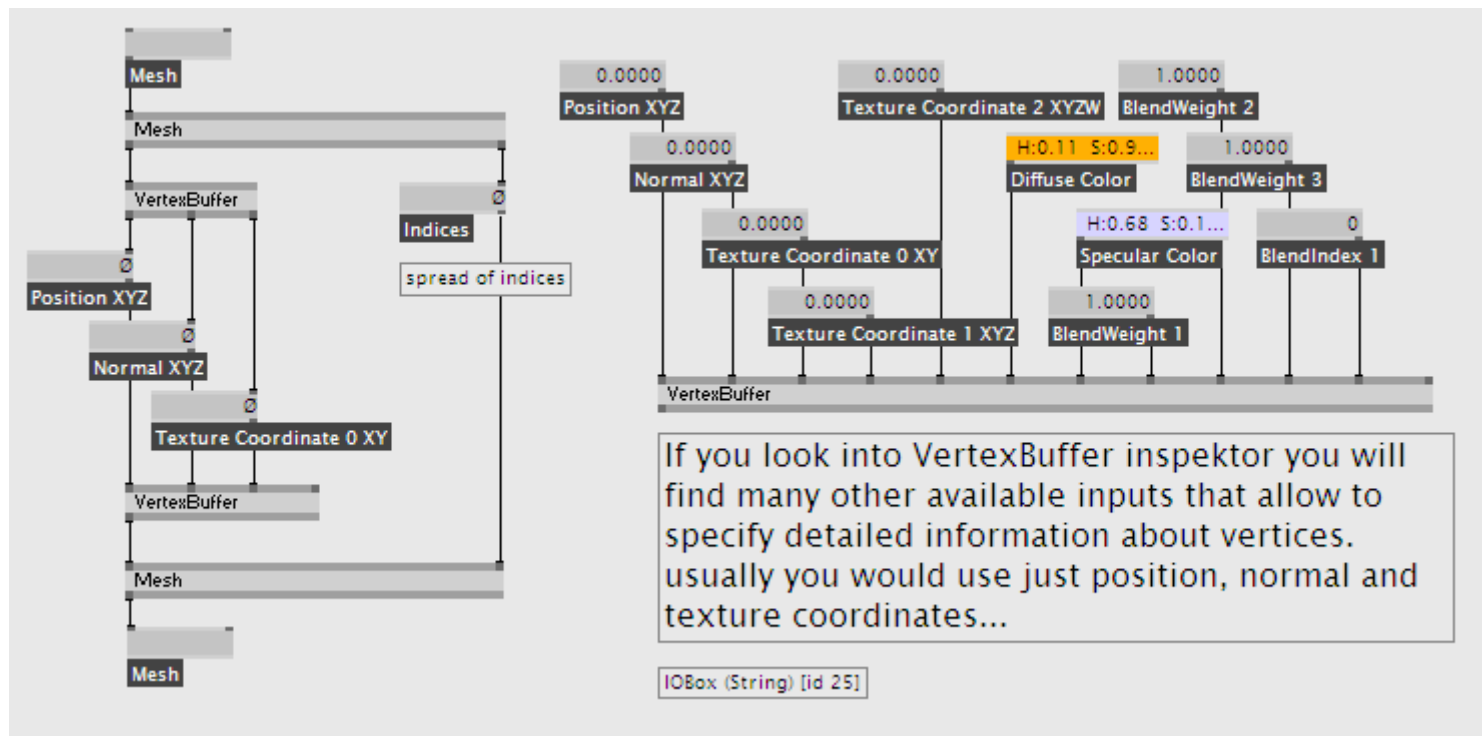 Mesh
Mesh
VertexBuffer
Ø
Indices
spread of indices
Ø
Position XYZ
Ø
Normal XYZ
Ø
Texture Coordinate 0 XY
VertexBuffer
Mesh
Mesh
0.0000
Position XYZ
0.0000
Normal XYZ
0.0000
Texture Coordinate 0 XY
0.0000
Texture Coordinate 1 XYZ
0.0000
Texture Coordinate 2 XYZW
H:0.11 S:0.9...
Diffuse Color
H:0.68 S:0.1...
Specular Color
1.0000
BlendWeight 1
1.0000
BlendWeight 2
1.0000
BlendWeight 3
0
BlendIndex 1
VertexBuffer
If you look into VertexBuffer inspektor you will
find many other available inputs that allow to
specify detailed information about vertices.
usually you would use just position, normal and
texture coordinates...
IOBox (String) [id 25]